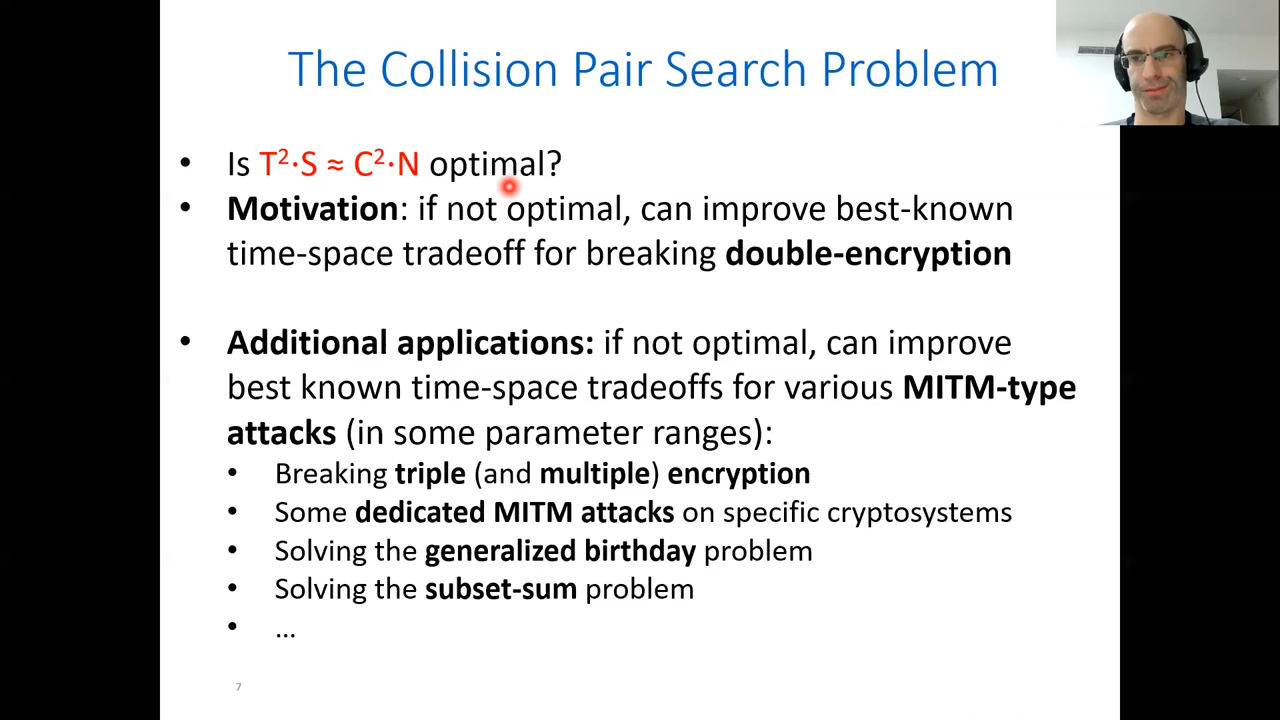 The Collision Pair Search Problem
• Is T²·S ≈ C²·N optimal?
• Motivation: if not optimal, can improve best-known
time-space tradeoff for breaking double-encryption
• Additional applications: if not optimal, can improve
best known time-space tradeoffs for various MITM-type
attacks (in some parameter ranges):
• Breaking triple (and multiple) encryption
• Some dedicated MITM attacks on specific cryptosystems
• Solving the generalized birthday problem
• Solving the subset-sum problem
• ...
7